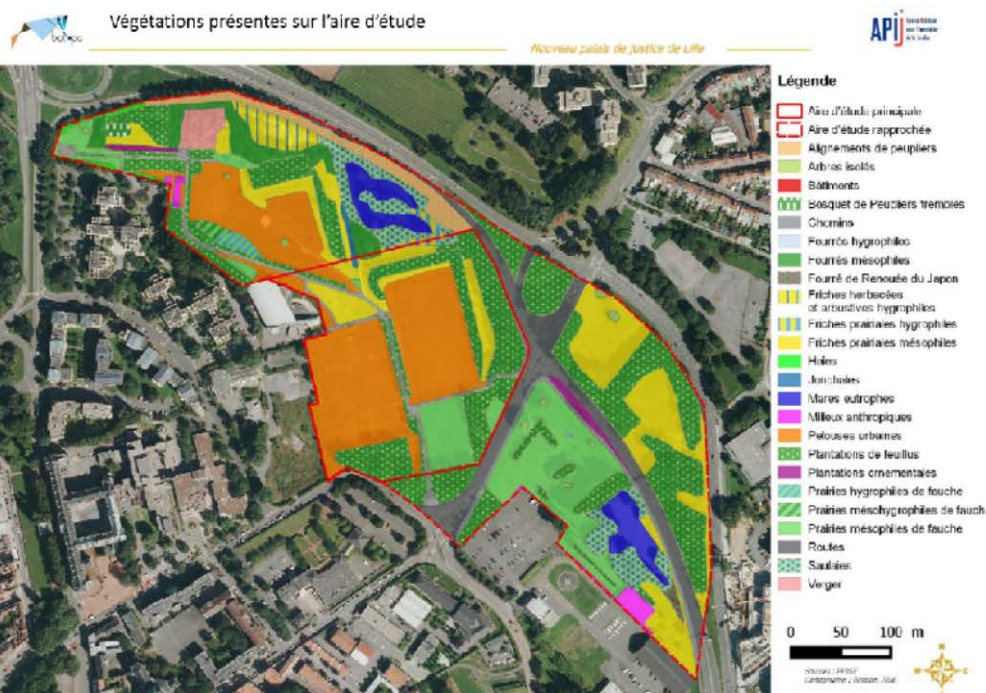 Végétations présentes sur l'aire d'étude
Nouveau palais de justice de Lille
APIJ
Légende
Aire d'étude principale
Aire d'étude rapprochée
Alignements de peupliers
Arbres isolés
Bâtiments
Bosquet de Peupliers trembles
Chemins
Fourrés hygrophiles
Fourrés mésophiles
Fourré de Renouée du Japon
Friches herbacées
et arbustives hygrophiles
Friches prairiales hygrophiles
Friches prairiales mésophiles
Haies
Jonchaies
Mares eutrophes
Milieux anthropiques
Pelouses urbaines
Plantations de feuillus
Plantations ornementales
Prairies hygrophiles de fauche
Prairies mésohygrophiles de fauch
Prairies mésophiles de fauche
Routes
Saulaies
Verger
0 50 100 m